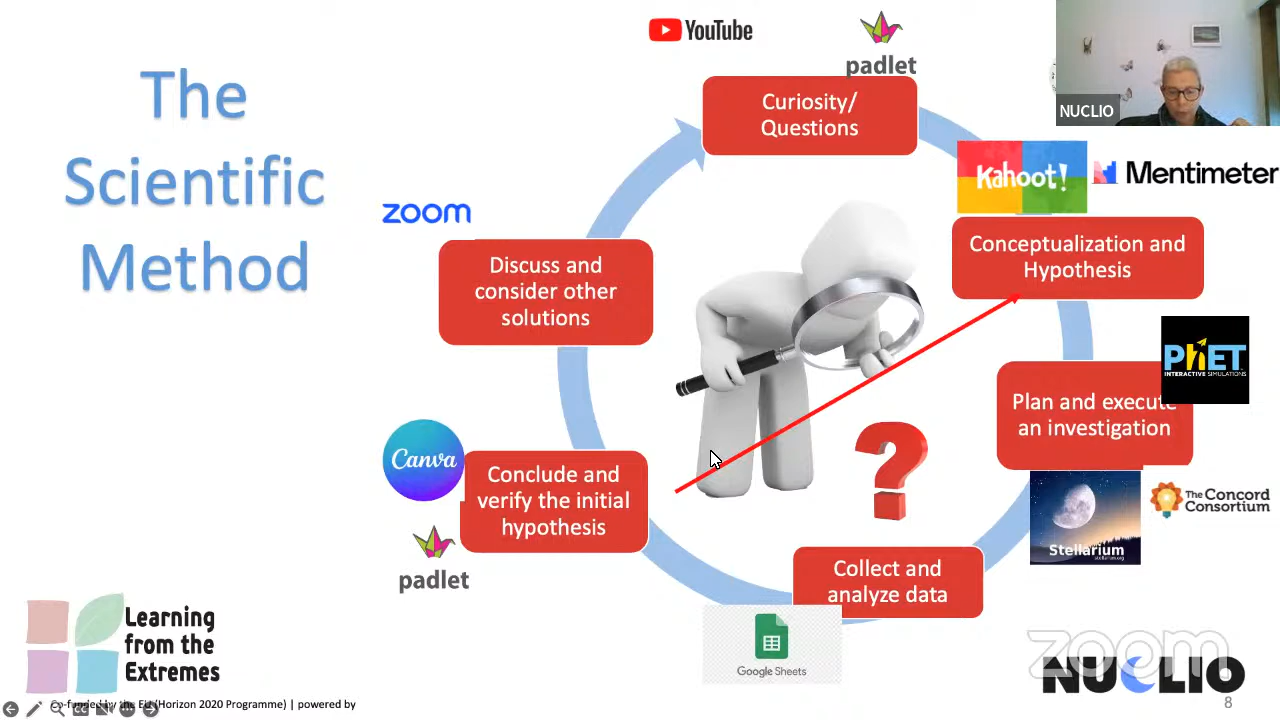 The
Scientific
Method
YouTube
padlet
NUCLIO
Curiosity/
Questions
Kahoot!
Mentimeter
zoom
Conceptualization and
Hypothesis
Discuss and
consider other
solutions
PhET
INTERACTIVE SIMULATIONS
Plan and execute
an investigation
Canva
Conclude and
verify the initial
hypothesis
The Concord
Consortium
Stellarium
stellarium.org
padlet
Collect and
analyze data
Google Sheets
Learning
from the
Extremes
zoom
NUCLIO
Co-funded by the EU (Horizon 2020 Programme) | powered by
8